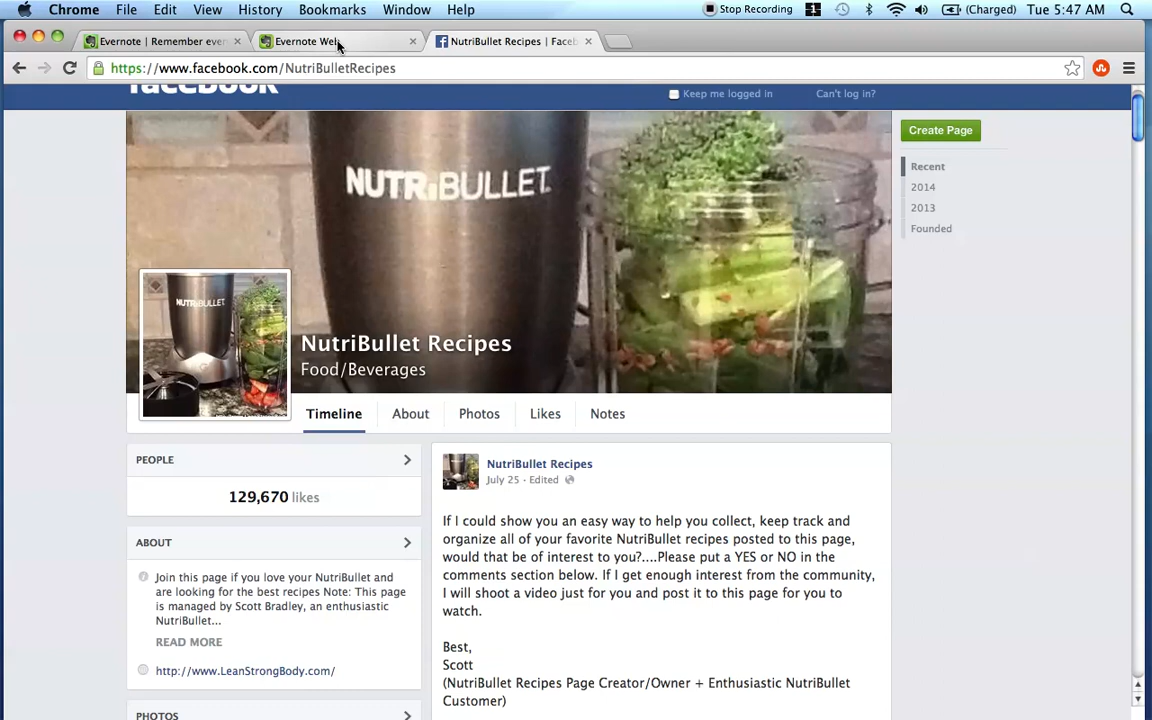 Chrome File Edit View History Bookmarks Window Help Stop Recording 1 (Charged) Tue 5:47 AM
Evernote | Remember ever Evernote Web NutriBullet Recipes | Faceb
https://www.facebook.com/NutriBulletRecipes
facebook
Keep me logged in Can't log in?
Create Page
Recent
2014
2013
Founded
NUTRiBULLET
NUTRiBULLET
NutriBullet Recipes
Food/Beverages
Timeline About Photos Likes Notes
PEOPLE
129,670 likes
ABOUT
Join this page if you love your NutriBullet and
are looking for the best recipes Note: This page
is managed by Scott Bradley, an enthusiastic
NutriBullet...
READ MORE
http://www.LeanStrongBody.com/
PHOTOS
NutriBullet Recipes
July 25 · Edited
If I could show you an easy way to help you collect, keep track and
organize all of your favorite NutriBullet recipes posted to this page,
would that be of interest to you?....Please put a YES or NO in the
comments section below. If I get enough interest from the community,
I will shoot a video just for you and post it to this page for you to
watch.
Best,
Scott
(NutriBullet Recipes Page Creator/Owner + Enthusiastic NutriBullet
Customer)